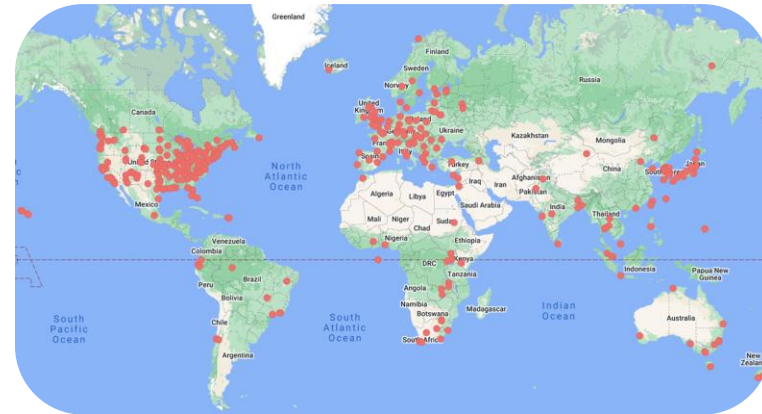 Greenland
Iceland
Finland
Sweden
Norway
Russia
Canada
United
Kingdom
Ukraine
Kazakhstan
Mongolia
North
Atlantic
Ocean
Spain
Italy
Turkey
Japan
China
Afghanistan
Iraq
Iran
Pakistan
Mexico
Algeria
Libya
Egypt
Saudi Arabia
India
Thailand
Mali
Niger
Chad
Sudan
Nigeria
Ethiopia
Venezuela
Colombia
DRC
Kenya
Tanzania
Indonesia
Papua New
Guinea
Peru
Brazil
Bolivia
Angola
Namibia
Botswana
Madagascar
Indian
Ocean
South
Pacific
Ocean
Chile
South
Atlantic
Ocean
Australia
South Africa
Argentina
New
Zealand